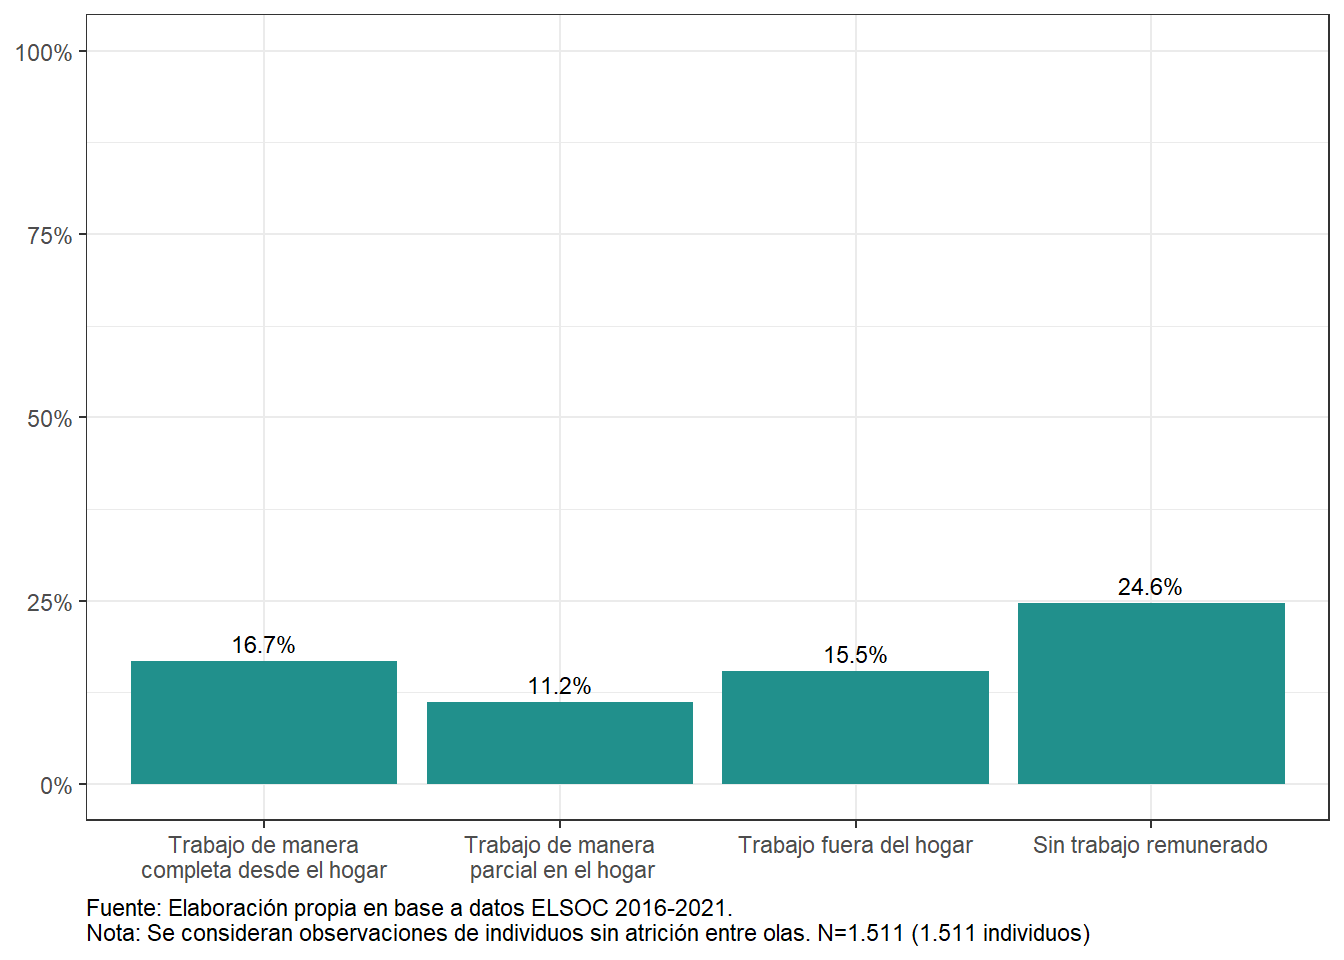 100%
75%
50%
25%
0%
16.7%
11.2%
15.5%
24.6%
Trabajo de manera
completa desde el hogar
Trabajo de manera
parcial en el hogar
Trabajo fuera del hogar
Sin trabajo remunerado
Fuente: Elaboración propia en base a datos ELSOC 2016-2021.
Nota: Se consideran observaciones de individuos sin atrición entre olas. N=1.511 (1.511 individuos)